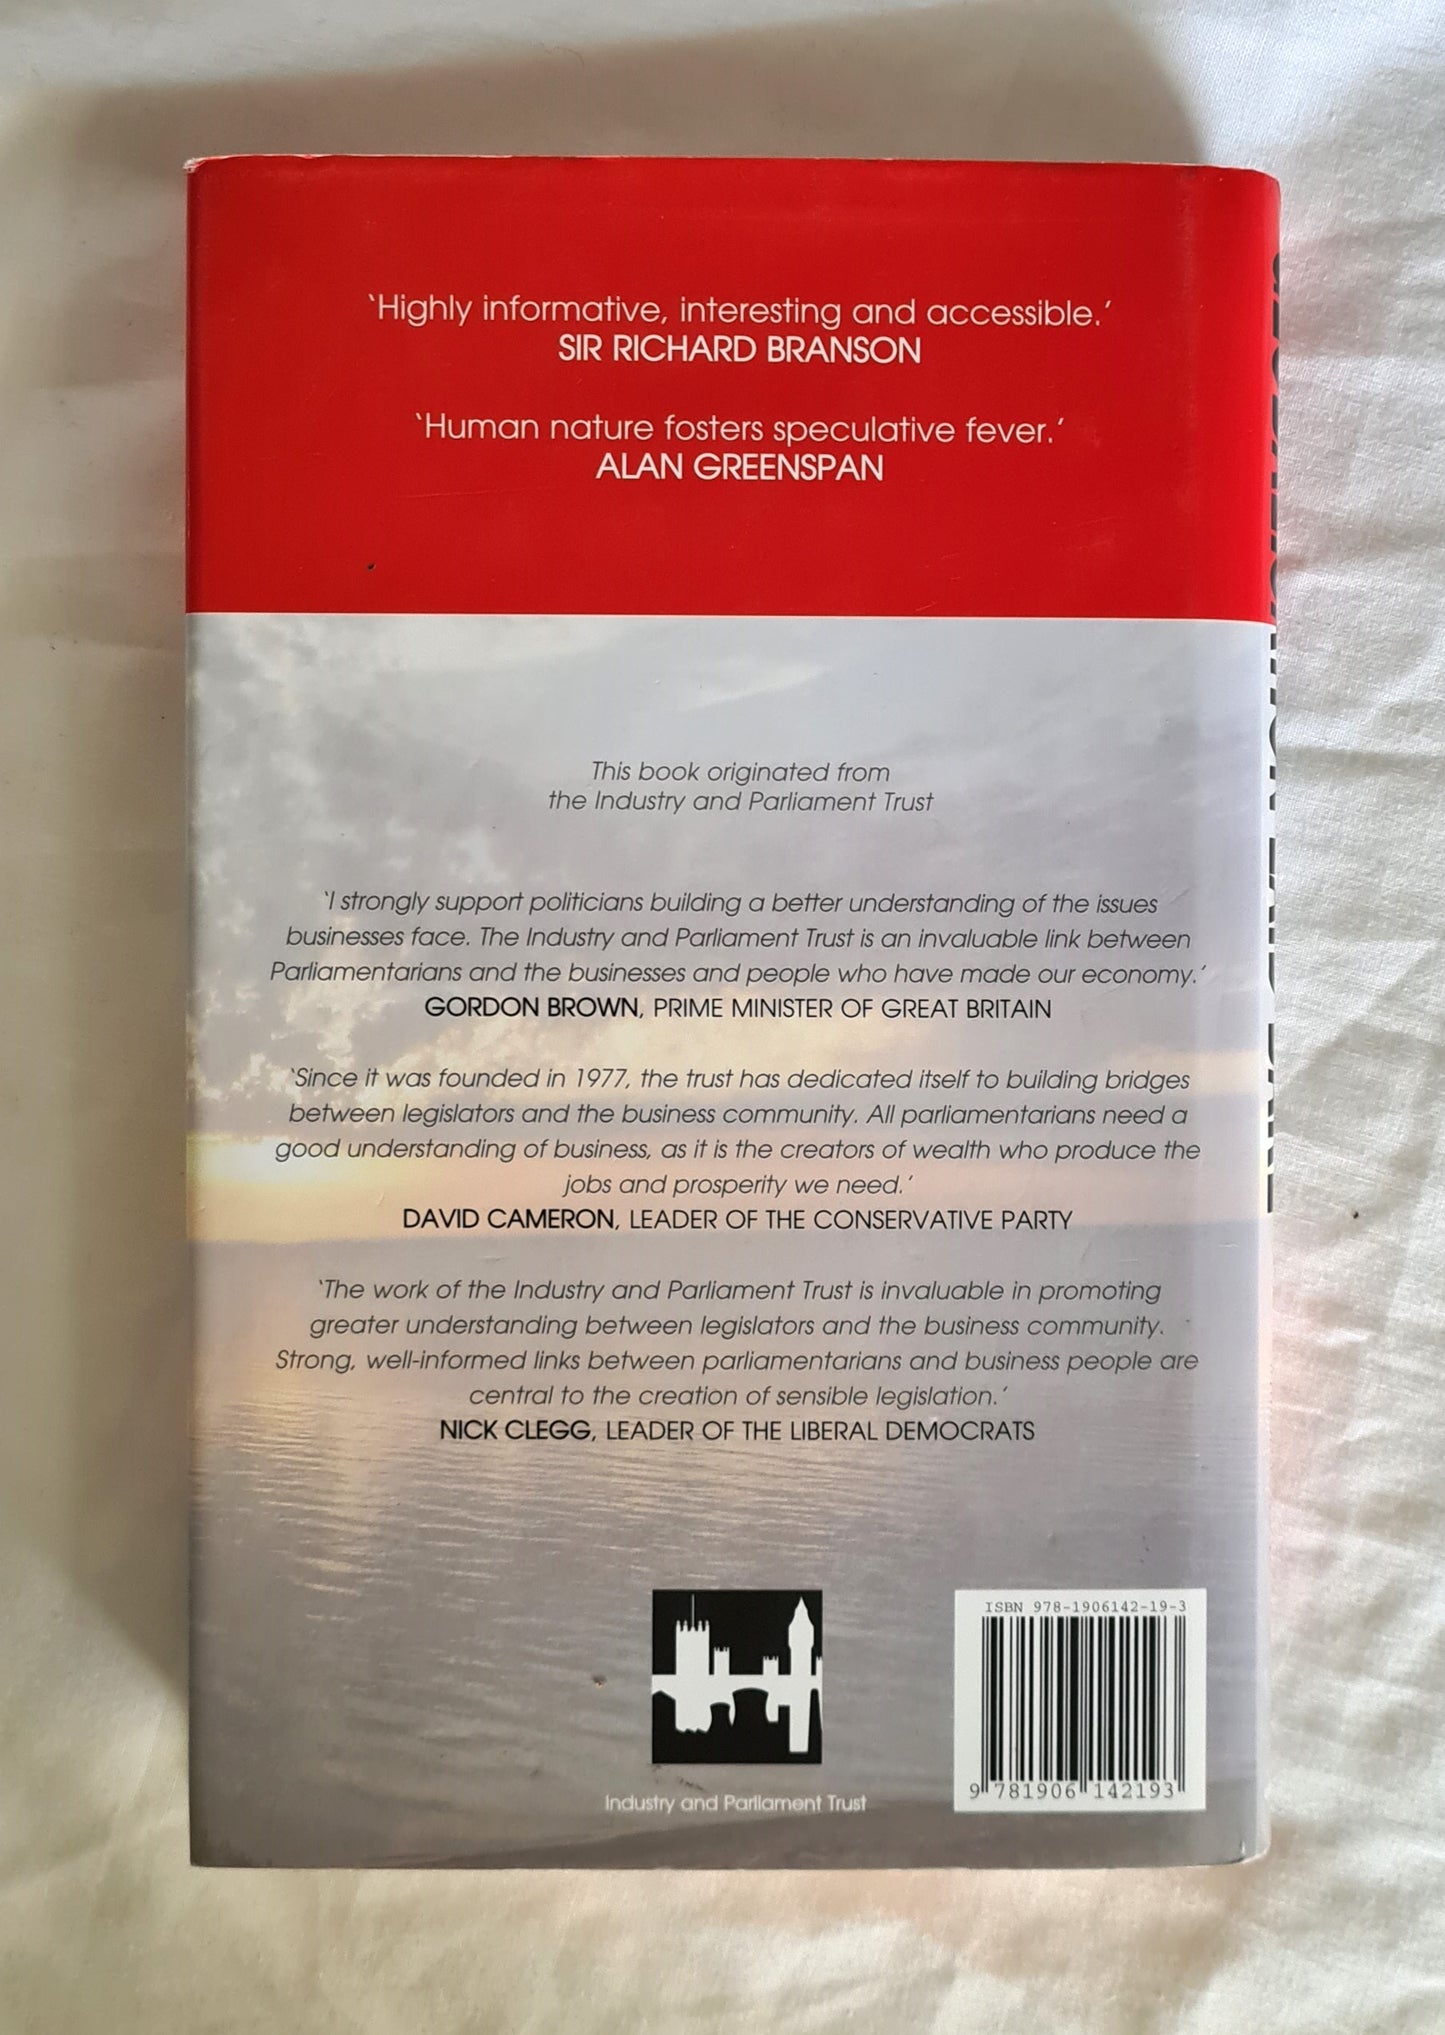 ‘Highly informative, interesting and accessible.’
SIR RICHARD BRANSON
‘Human nature fosters speculative fever.’
ALAN GREENSPAN
This book originated from
the Industry and Parliament Trust
‘I strongly support politicians building a better understanding of the issues
businesses face. The Industry and Parliament Trust is an invaluable link between
Parliamentarians and the businesses and people who have made our economy.’
GORDON BROWN, PRIME MINISTER OF GREAT BRITAIN
‘Since it was founded in 1977, the trust has dedicated itself to building bridges
between legislators and the business community. All parliamentarians need a
good understanding of business, as it is the creators of wealth who produce the
jobs and prosperity we need.’
DAVID CAMERON, LEADER OF THE CONSERVATIVE PARTY
‘The work of the Industry and Parliament Trust is invaluable in promoting
greater understanding between legislators and the business community.
Strong, well-informed links between parliamentarians and business people are
central to the creation of sensible legislation.’
NICK CLEGG, LEADER OF THE LIBERAL DEMOCRATS
Industry and Parliament Trust
ISBN 978-1906142-19-3
9 781906 142193